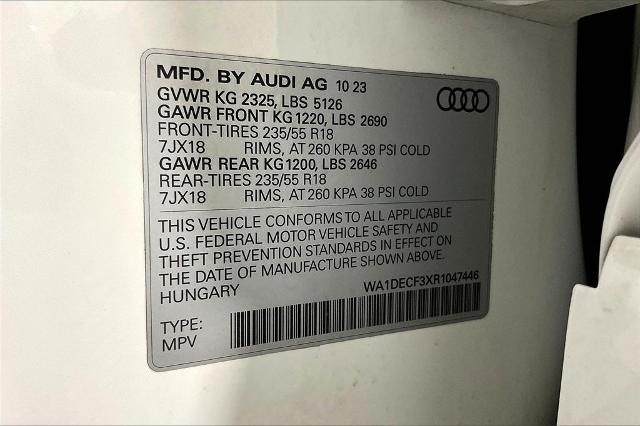 MFD. BY AUDI AG 10 23
GVWR KG 2325, LBS 5126
GAWR FRONT KG 1220, LBS 2690
FRONT-TIRES 235/55 R18
7JX18 RIMS, AT 260 KPA 38 PSI COLD
GAWR REAR KG 1200, LBS 2646
REAR-TIRES 235/55 R18
7JX18 RIMS, AT 260 KPA 38 PSI COLD
THIS VEHICLE CONFORMS TO ALL APPLICABLE
U.S. FEDERAL MOTOR VEHICLE SAFETY AND
THEFT PREVENTION STANDARDS IN EFFECT ON
THE DATE OF MANUFACTURE SHOWN ABOVE.
HUNGARY
WA1DECF3XR1047446
TYPE:
MPV